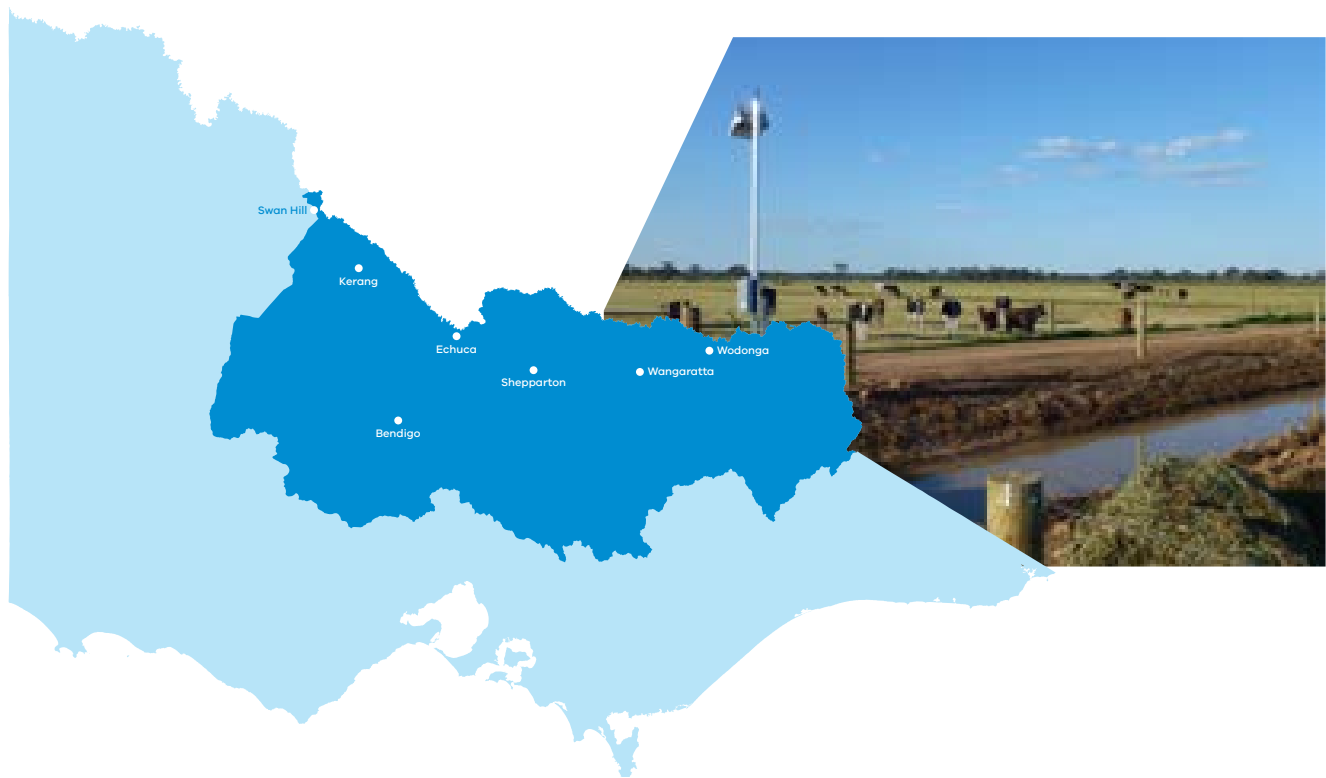 Swan Hill
Kerang
Echuca
Wodonga
Shepparton
Wangaratta
Bendigo